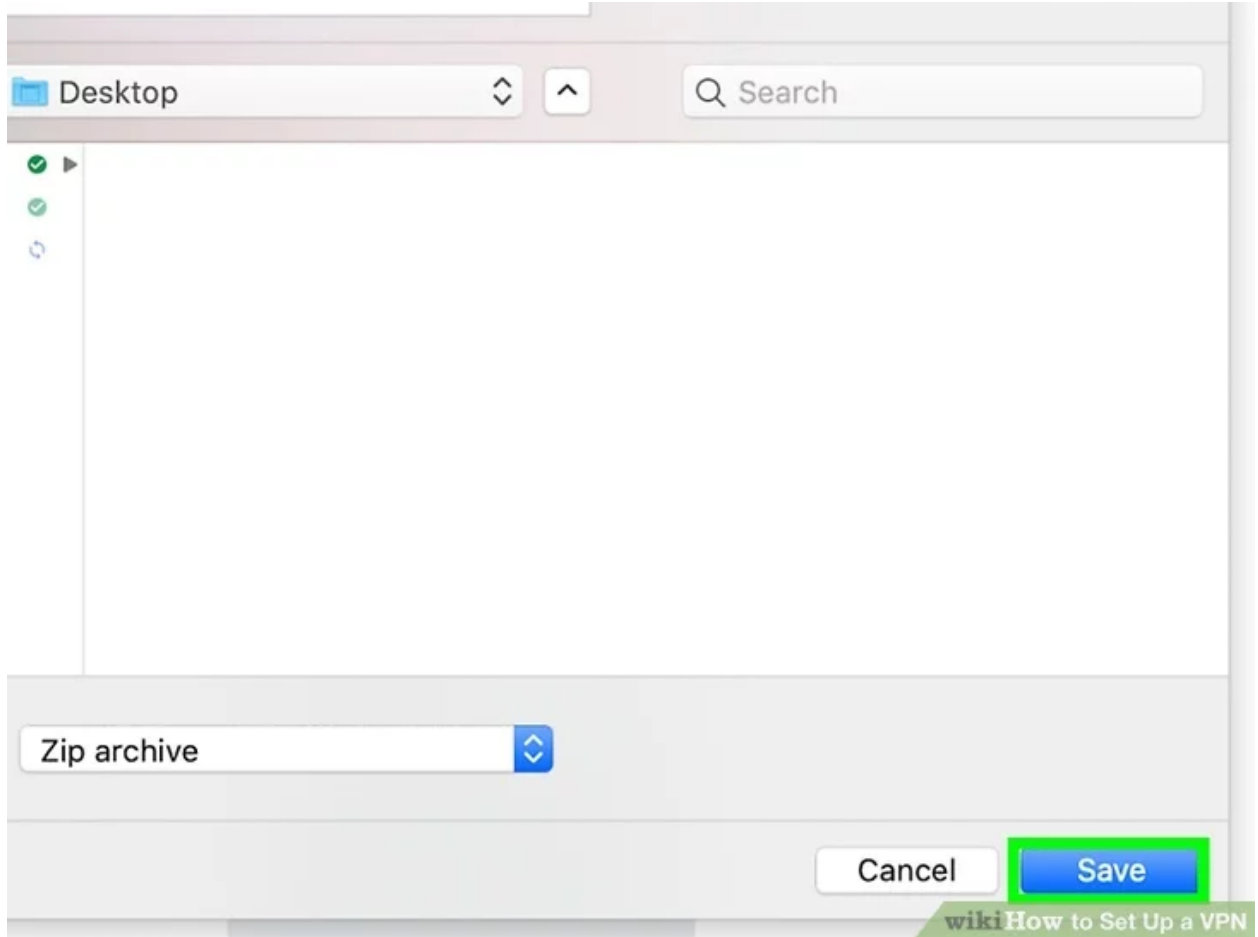 Desktop
Search
Zip archive
Cancel
Save
wikiHow to Set Up a VPN